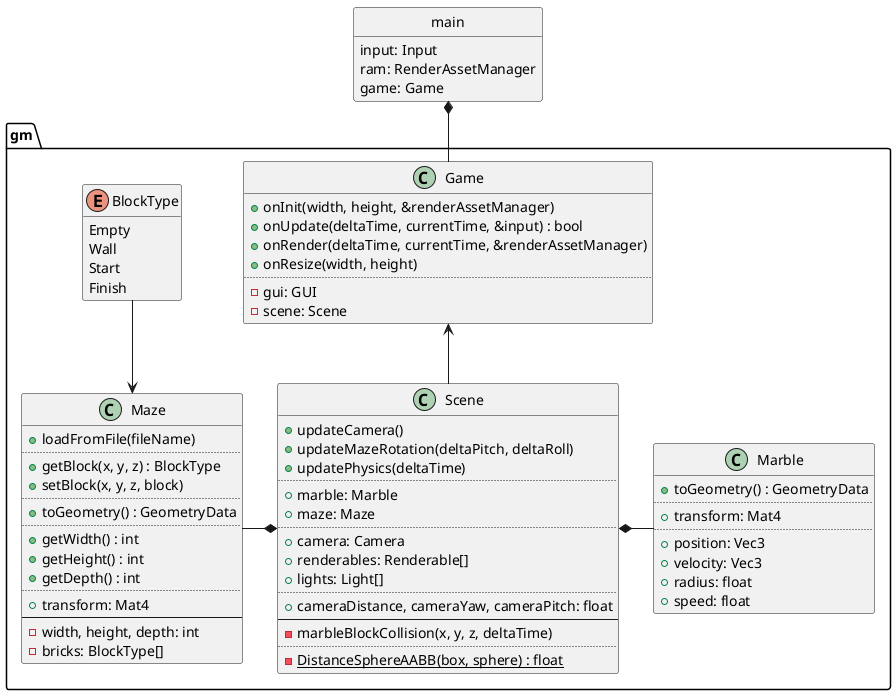 main
input: Input
ram: RenderAssetManager
game: Game
gm
E BlockType
Empty
Wall
Start
Finish
C Game
onInit(width, height, &renderAssetManager)
onUpdate(deltaTime, currentTime, &input) : bool
onRender(deltaTime, currentTime, &renderAssetManager)
onResize(width, height)
gui: GUI
scene: Scene
C Maze
loadFromFile(fileName)
getBlock(x, y, z) : BlockType
setBlock(x, y, z, block)
toGeometry() : GeometryData
getWidth() : int
getHeight() : int
getDepth() : int
transform: Mat4
width, height, depth: int
bricks: BlockType[]
C Scene
updateCamera()
updateMazeRotation(deltaPitch, deltaRoll)
updatePhysics(deltaTime)
marble: Marble
maze: Maze
camera: Camera
renderables: Renderable[]
lights: Light[]
cameraDistance, cameraYaw, cameraPitch: float
marbleBlockCollision(x, y, z, deltaTime)
DistanceSphereAABB(box, sphere) : float
C Marble
toGeometry() : GeometryData
transform: Mat4
position: Vec3
velocity: Vec3
radius: float
speed: float